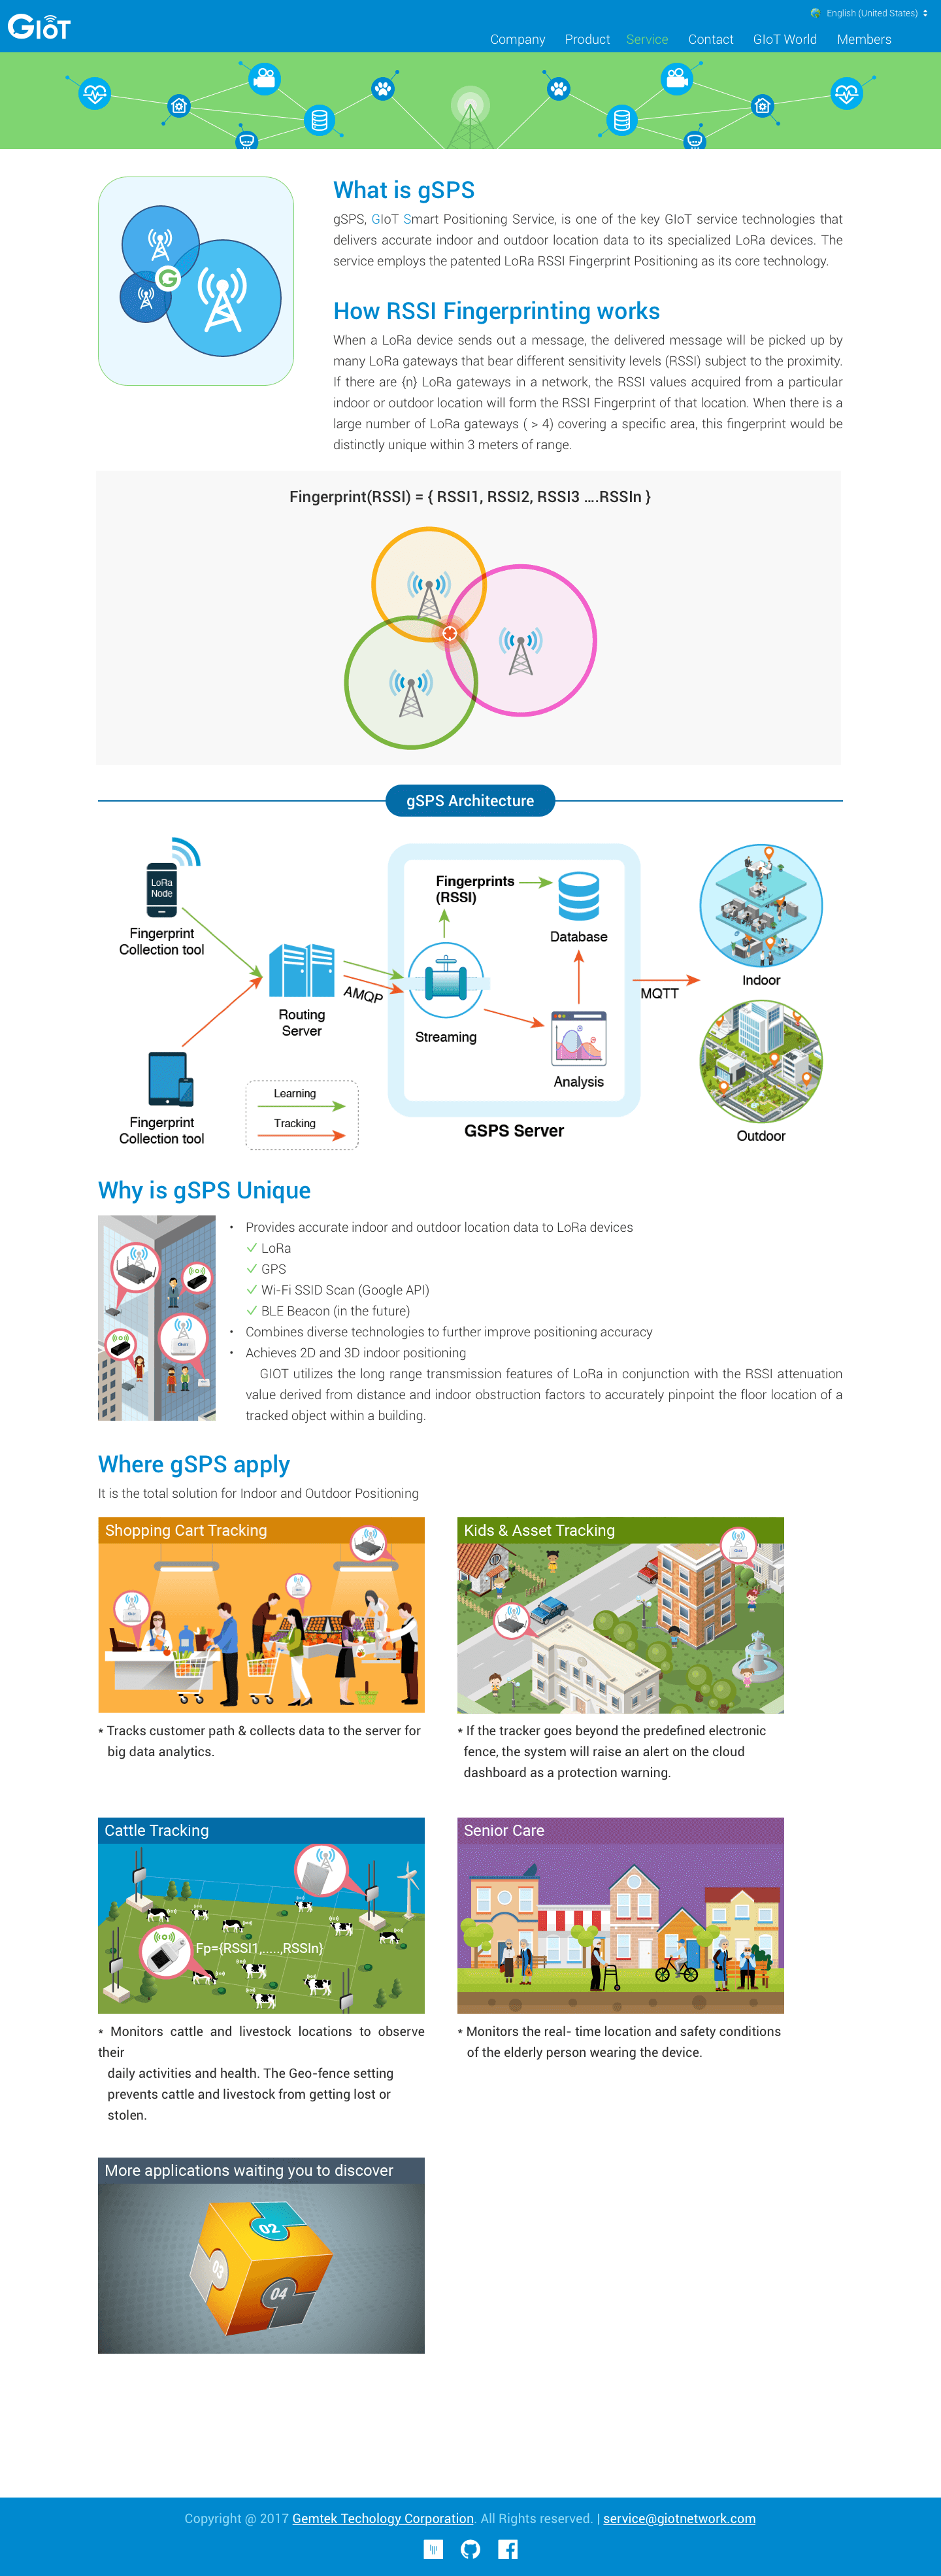 GIoT
English (United States)
Company Product Service Contact GIoT World Members
What is gSPS
gSPS, GIoT Smart Positioning Service, is one of the key GIoT service technologies that
delivers accurate indoor and outdoor location data to its specialized LoRa devices. The
service employs the patented LoRa RSSI Fingerprint Positioning as its core technology.
G
How RSSI Fingerprinting works
When a LoRa device sends out a message, the delivered message will be picked up by
many LoRa gateways that bear different sensitivity levels (RSSI) subject to the proximity.
If there are {n} LoRa gateways in a network, the RSSI values acquired from a particular
indoor or outdoor location will form the RSSI Fingerprint of that location. When there is a
large number of LoRa gateways ( > 4) covering a specific area, this fingerprint would be
distinctly unique within 3 meters of range.
Fingerprint(RSSI) = { RSSI1, RSSI2, RSSI3 ....RSSIn }
gSPS Architecture
LoRa
Node
Fingerprint
Collection tool
Routing
Server
AMQP
Fingerprints
(RSSI)
Database
Streaming
Analysis
MQTT
Indoor
Fingerprint
Collection tool
Learning
Tracking
GSPS Server
Outdoor
Why is gSPS Unique
• Provides accurate indoor and outdoor location data to LoRa devices
✓ LoRa
✓ GPS
✓ Wi-Fi SSID Scan (Google API)
✓ BLE Beacon (in the future)
• Combines diverse technologies to further improve positioning accuracy
• Achieves 2D and 3D indoor positioning
GIOT utilizes the long range transmission features of LoRa in conjunction with the RSSI attenuation
value derived from distance and indoor obstruction factors to accurately pinpoint the floor location of a
tracked object within a building.
Where gSPS apply
It is the total solution for Indoor and Outdoor Positioning
Shopping Cart Tracking
* Tracks customer path & collects data to the server for
big data analytics.
Kids & Asset Tracking
* If the tracker goes beyond the predefined electronic
fence, the system will raise an alert on the cloud
dashboard as a protection warning.
Cattle Tracking
Fp={RSSI1,.....,RSSIn}
* Monitors cattle and livestock locations to observe
their
daily activities and health. The Geo-fence setting
prevents cattle and livestock from getting lost or
stolen.
Senior Care
* Monitors the real- time location and safety conditions
of the elderly person wearing the device.
More applications waiting you to discover
02
03
04
Copyright @ 2017 Gemtek Techology Corporation. All Rights reserved. | service@giotnetwork.com